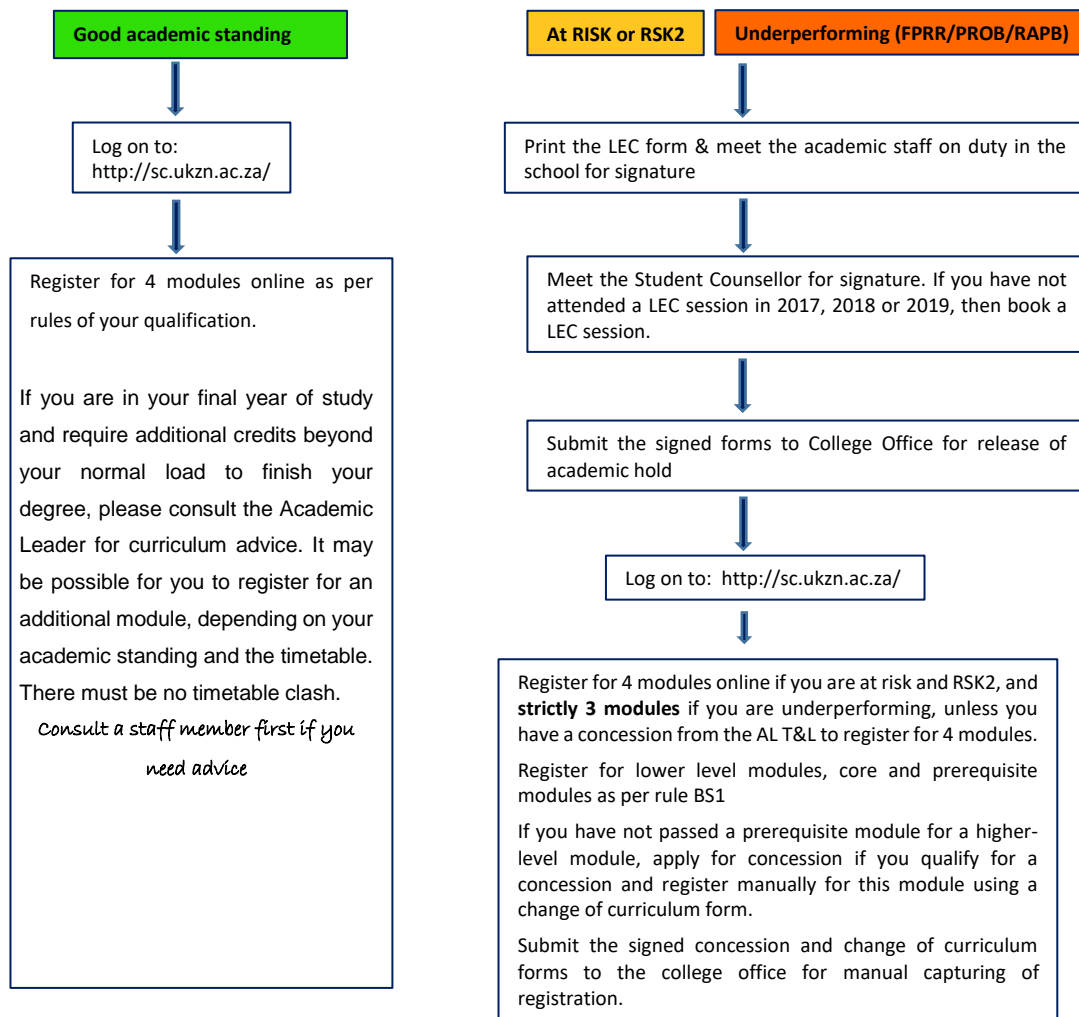 Good academic standing
Log on to:
http://sc.ukzn.ac.za/
Register for 4 modules online as per
rules of your qualification.
If you are in your final year of study
and require additional credits beyond
your normal load to finish your
degree, please consult the Academic
Leader for curriculum advice. It may
be possible for you to register for an
additional module, depending on your
academic standing and the timetable.
There must be no timetable clash.
Consult a staff member first if you
need advice
At RISK or RSK2
Underperforming (FPRR/PROB/RAPB)
Print the LEC form & meet the academic staff on duty in the
school for signature
Meet the Student Counsellor for signature. If you have not
attended a LEC session in 2017, 2018 or 2019, then book a
LEC session.
Submit the signed forms to College Office for release of
academic hold
Log on to: http://sc.ukzn.ac.za/
Register for 4 modules online if you are at risk and RSK2, and
strictly 3 modules if you are underperforming, unless you
have a concession from the AL T&L to register for 4 modules.
Register for lower level modules, core and prerequisite
modules as per rule BS1
If you have not passed a prerequisite module for a higher-
level module, apply for concession if you qualify for a
concession and register manually for this module using a
change of curriculum form.
Submit the signed concession and change of curriculum
forms to the college office for manual capturing of
registration.